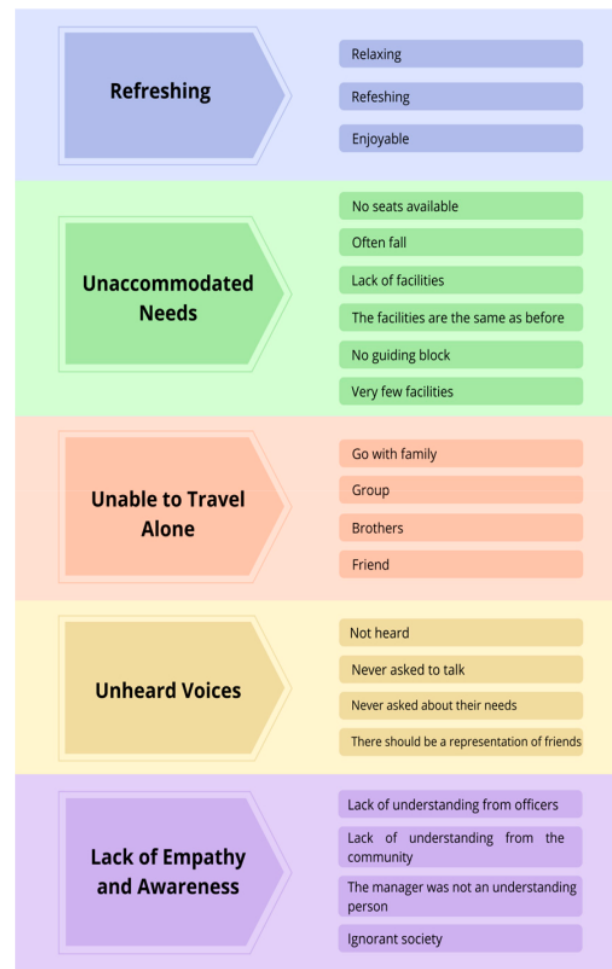 Refreshing
Relaxing
Refeshing
Enjoyable
Unaccommodated
Needs
No seats available
Often fall
Lack of facilities
The facilities are the same as before
No guiding block
Very few facilities
Unable to Travel
Alone
Go with family
Group
Brothers
Friend
Unheard Voices
Not heard
Never asked to talk
Never asked about their needs
There should be a representation of friends
Lack of Empathy
and Awareness
Lack of understanding from officers
Lack of understanding from the
community
The manager was not an understanding
person
Ignorant society